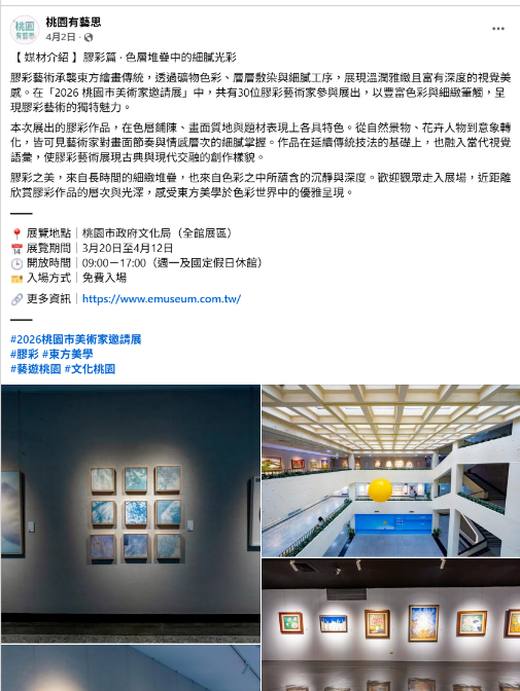 桃園有藝思
4月2日
【 媒材介紹 】膠彩篇 · 色層堆疊中的細膩光彩
膠彩藝術承襲東方繪畫傳統，透過礦物色彩、層層敷染與細膩工序，展現溫潤雅緻且富有深度的視覺美
感。在「2026 桃園市美術家邀請展」中，共有30位膠彩藝術家參與展出，以豐富色彩與細緻筆觸，呈
現膠彩藝術的獨特魅力。
本次展出的膠彩作品，在色層鋪陳、畫面質地與題材表現上各具特色。從自然景物、花卉人物到意象轉
化，皆可見藝術家對畫面節奏與情感層次的細膩掌握。作品在延續傳統技法的基礎上，也融入當代視覺
語彙，使膠彩藝術展現古典與現代交融的創作樣貌。
膠彩之美，來自長時間的細緻堆疊，也來自色彩之中所蘊含的沉靜與深度。歡迎觀眾走入展場，近距離
欣賞膠彩作品的層次與光澤，感受東方美學於色彩世界中的優雅呈現。
展覽地點｜桃園市政府文化局（全館展區）
展覽期間｜3月20日至4月12日
開放時間｜09:00－17:00（週一及國定假日休館）
入場方式｜免費入場
更多資訊｜https://www.emuseum.com.tw/
#2026桃園市美術家邀請展
#膠彩 #東方美學
#藝遊桃園 #文化桃園